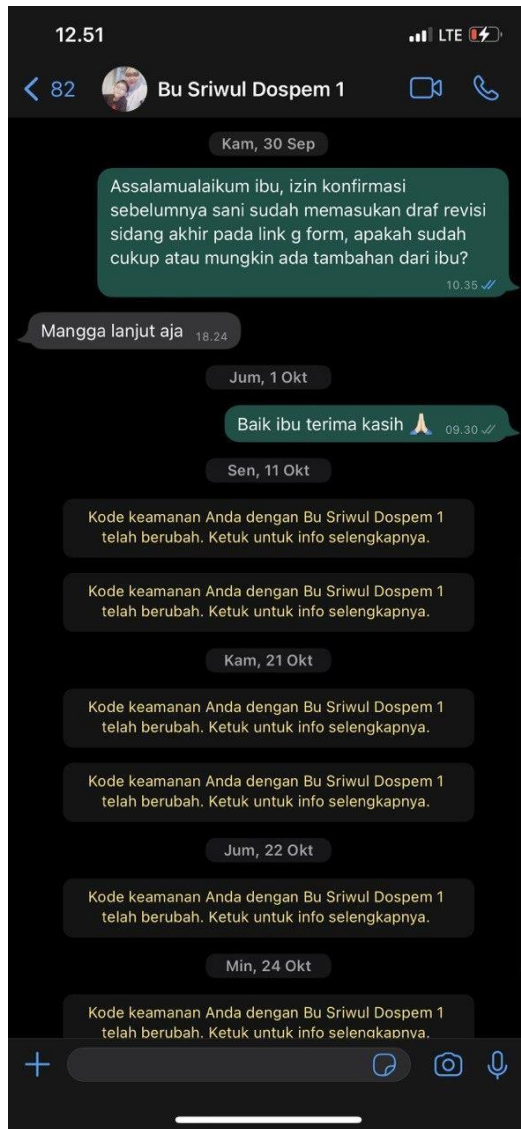 12.51
LTE
82
Bu Sriwul Dospem 1
Kam, 30 Sep
Assalamualaikum ibu, izin konfirmasi
sebelumnya sani sudah memasukan draf revisi
sidang akhir pada link g form, apakah sudah
cukup atau mungkin ada tambahan dari ibu?
10.35
Mangga lanjut aja 18.24
Jum, 1 Okt
Baik ibu terima kasih 🙏🏻 09.30
Sen, 11 Okt
Kode keamanan Anda dengan Bu Sriwul Dospem 1
telah berubah. Ketuk untuk info selengkapnya.
Kode keamanan Anda dengan Bu Sriwul Dospem 1
telah berubah. Ketuk untuk info selengkapnya.
Kam, 21 Okt
Kode keamanan Anda dengan Bu Sriwul Dospem 1
telah berubah. Ketuk untuk info selengkapnya.
Kode keamanan Anda dengan Bu Sriwul Dospem 1
telah berubah. Ketuk untuk info selengkapnya.
Jum, 22 Okt
Kode keamanan Anda dengan Bu Sriwul Dospem 1
telah berubah. Ketuk untuk info selengkapnya.
Min, 24 Okt
Kode keamanan Anda dengan Bu Sriwul Dospem 1
telah berubah. Ketuk untuk info selengkapnya.